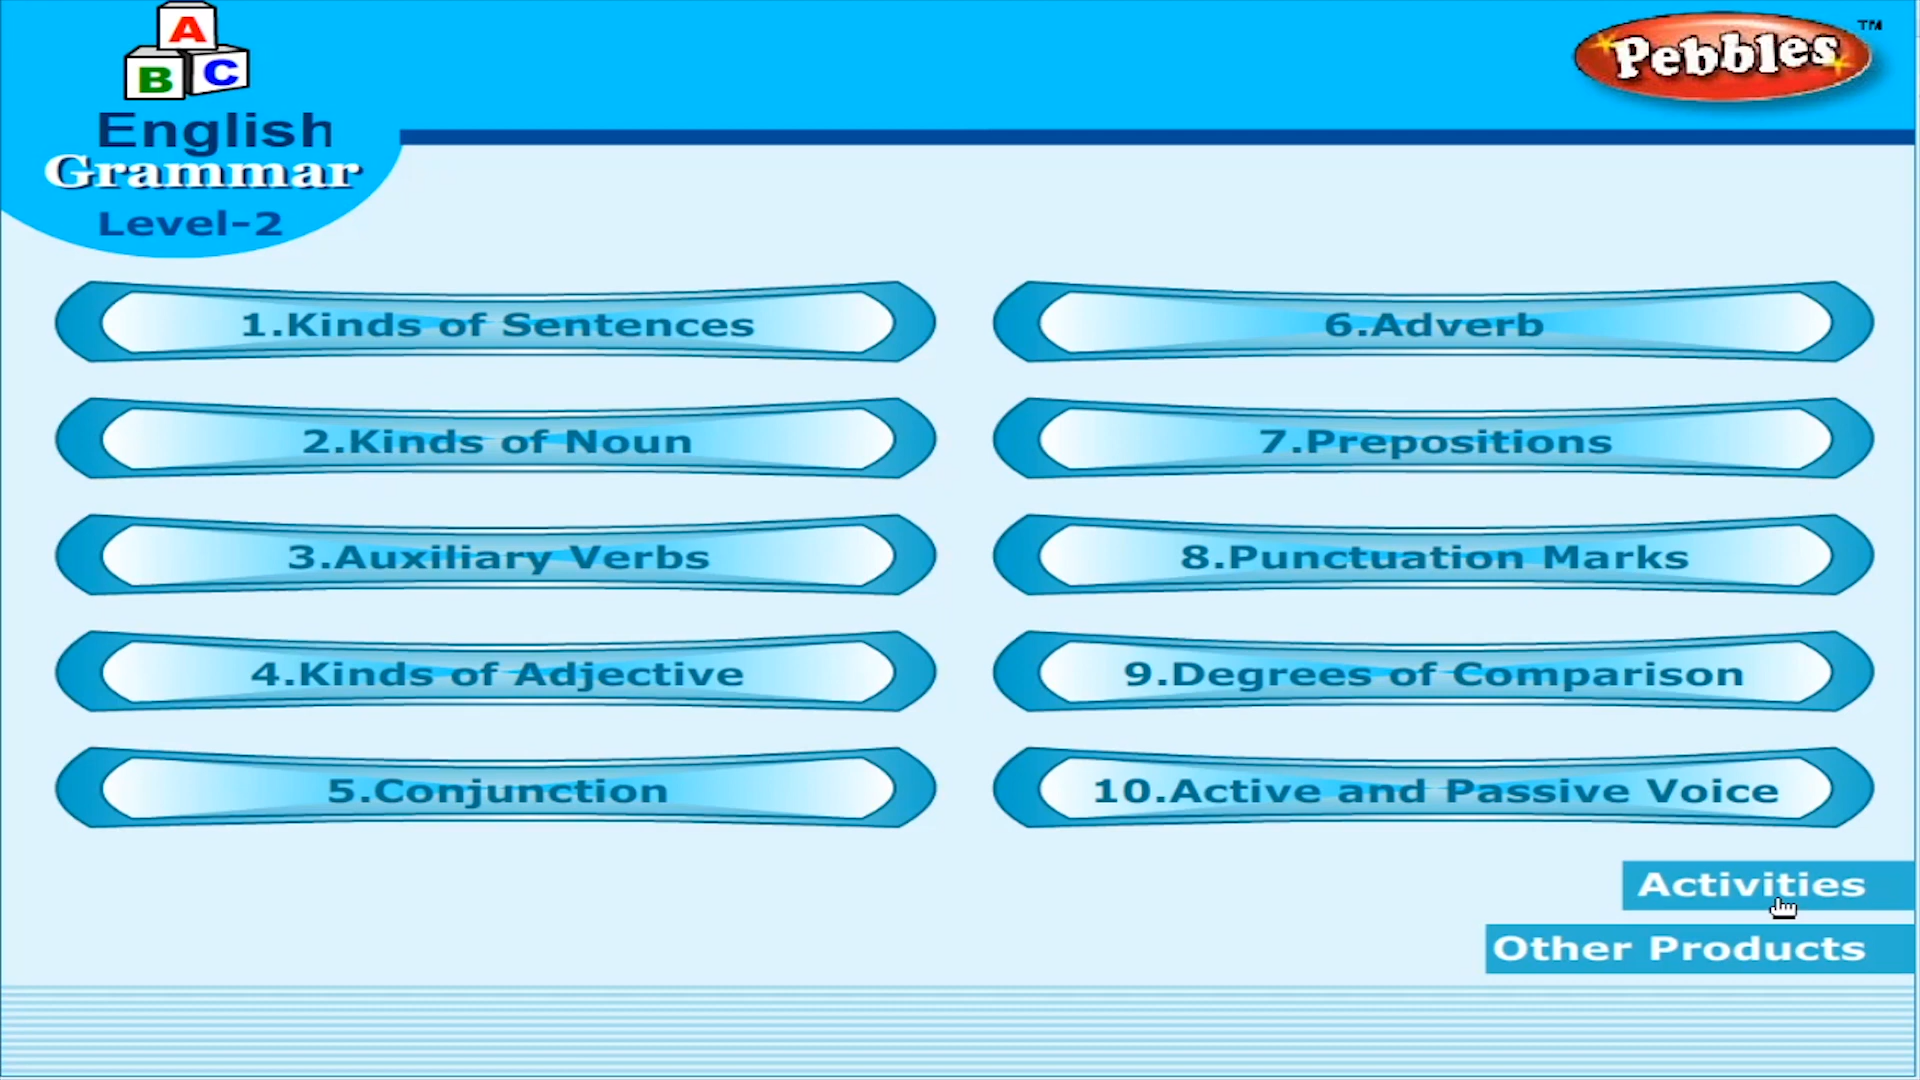 A
B C
English
Grammar
Level-2
Pebbles™
1.Kinds of Sentences
2.Kinds of Noun
3.Auxiliary Verbs
4.Kinds of Adjective
5.Conjunction
6.Adverb
7.Prepositions
8.Punctuation Marks
9.Degrees of Comparison
10.Active and Passive Voice
Activities
Other Products